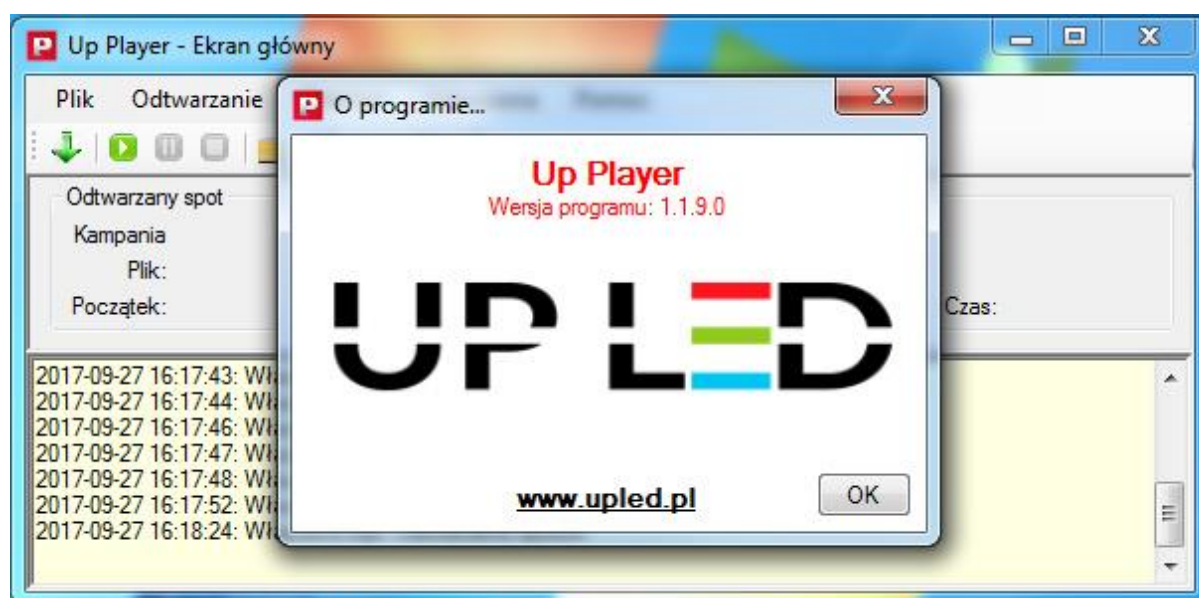 Up Player - Ekran główny
Plik Odtwarzanie
O programie...
Up Player
Wersja programu: 1.1.9.0
UP LED
www.upled.pl
OK
Odtwarzany spot
Kampania
Plik:
Początek:
Czas:
2017-09-27 16:17:43:
2017-09-27 16:17:44:
2017-09-27 16:17:46:
2017-09-27 16:17:47:
2017-09-27 16:17:48:
2017-09-27 16:17:52:
2017-09-27 16:18:24: